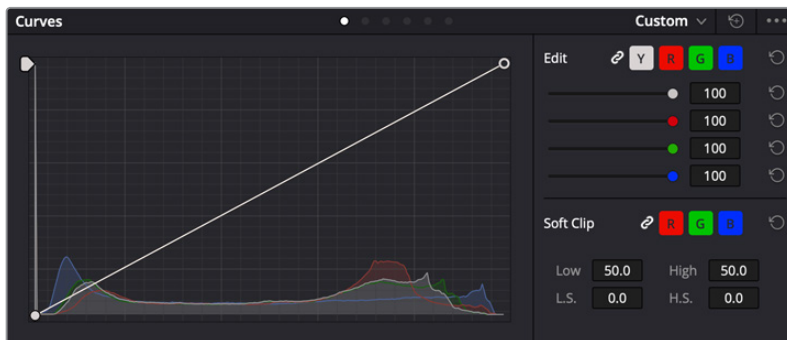 Curves Custom
Edit Y R G B
100
100
100
100
Soft Clip R G B
Low 50.0 High 50.0
L.S. 0.0 H.S. 0.0